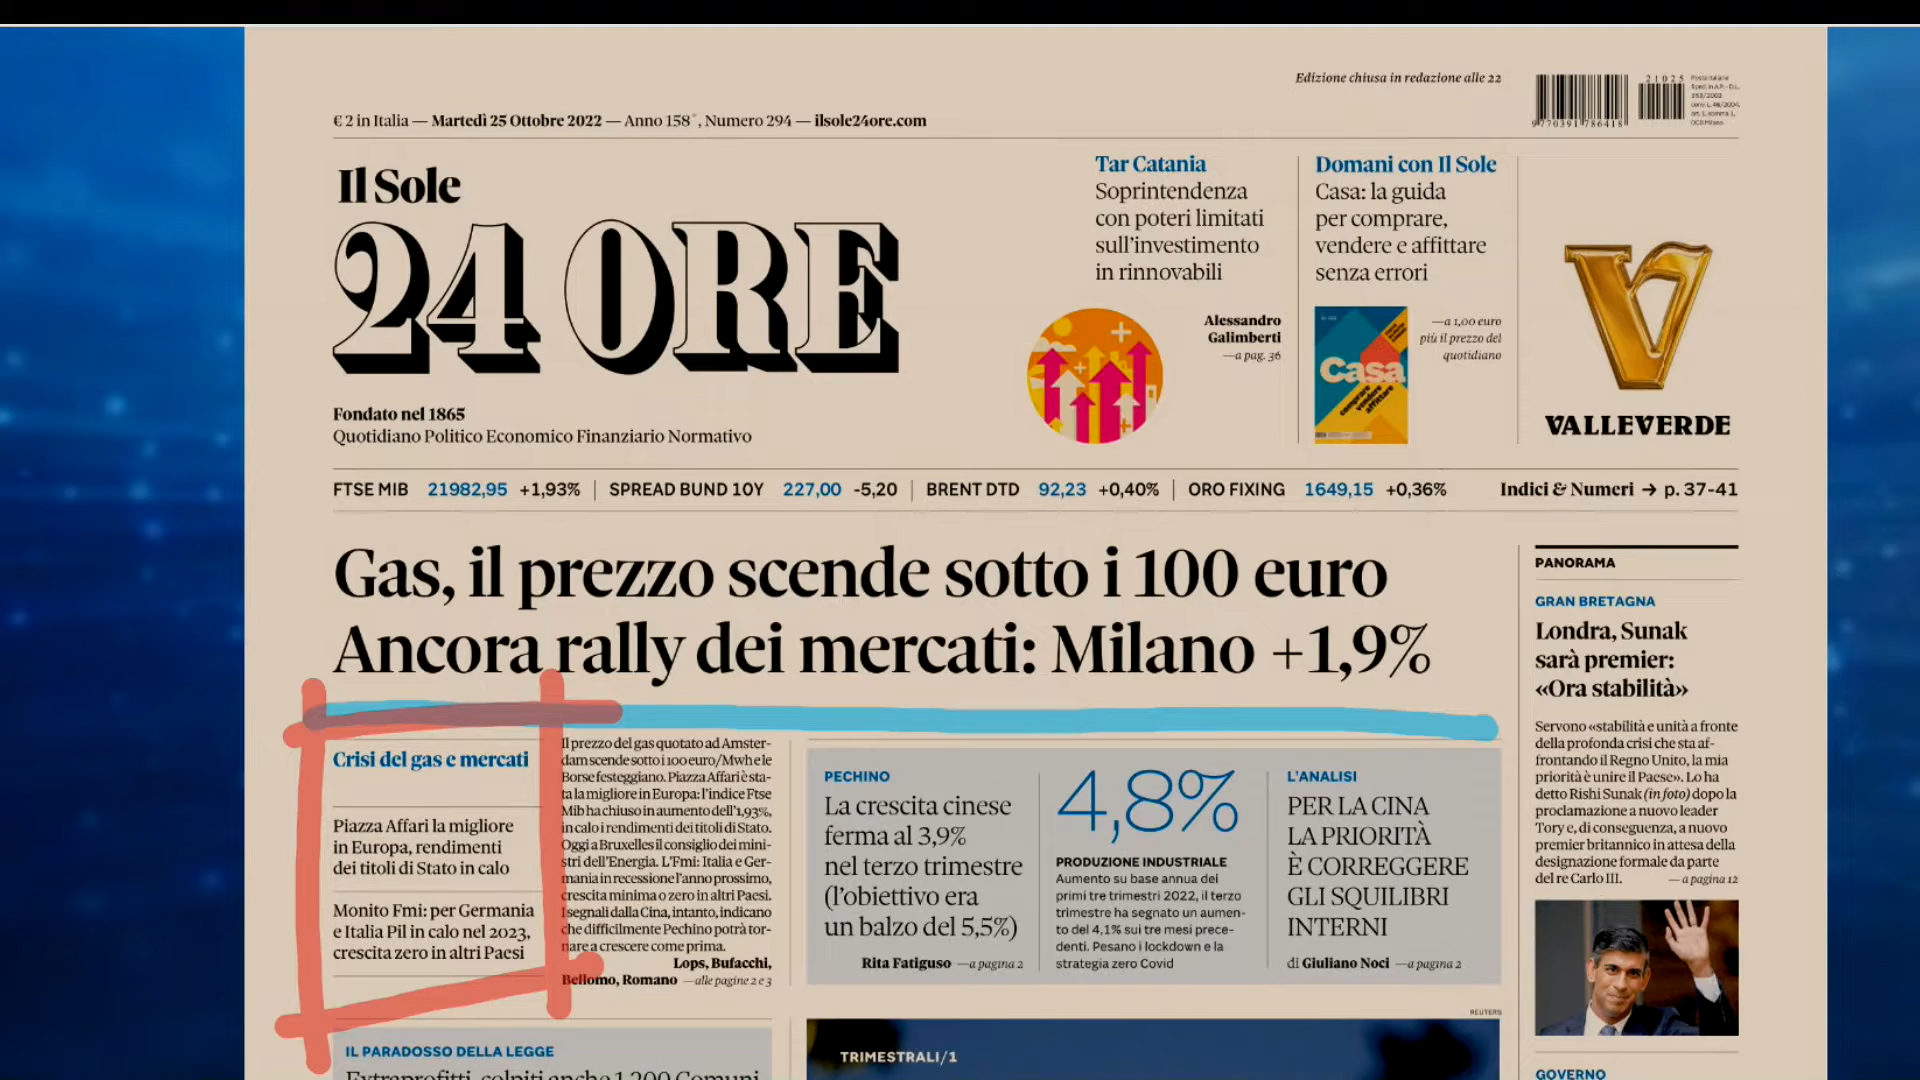 Edizione chiusa in redazione alle 22
€ 2 in Italia — Martedì 25 Ottobre 2022 — Anno 158°, Numero 294 — ilsole24ore.com
21025
9 770391 786418
Il Sole
24 ORE
Fondato nel 1865
Quotidiano Politico Economico Finanziario Normativo
Tar Catania
Soprintendenza
con poteri limitati
sull'investimento
in rinnovabili
Alessandro
Galimberti
—a pag. 36
Domani con Il Sole
Casa: la guida
per comprare,
vendere e affittare
senza errori
Casa
comprare
vendere
affittare
—a 1,00 euro
più il prezzo del
quotidiano
VALLEVERDE
FTSE MIB 21982,95 +1,93% | SPREAD BUND 10Y 227,00 -5,20 | BRENT DTD 92,23 +0,40% | ORO FIXING 1649,15 +0,36% Indici & Numeri → p. 37-41
Gas, il prezzo scende sotto i 100 euro
Ancora rally dei mercati: Milano +1,9%
Crisi del gas e mercati
Piazza Affari la migliore
in Europa, rendimenti
dei titoli di Stato in calo
Monito Fmi: per Germania
e Italia Pil in calo nel 2023,
crescita zero in altri Paesi
Il prezzo del gas quotato ad Amster-
dam scende sotto i 100 euro/Mwh e le
Borse festeggiano. Piazza Affari è sta-
ta la migliore in Europa: l'indice Ftse
Mib ha chiuso in aumento dell'1,93%,
in calo i rendimenti dei titoli di Stato.
Oggi a Bruxelles il consiglio dei mini-
stri dell'Energia. L'Fmi: Italia e Ger-
mania in recessione l'anno prossimo,
crescita minima o zero in altri Paesi.
I segnali dalla Cina, intanto, indicano
che difficilmente Pechino potrà tor-
nare a crescere come prima.
Lops, Bufacchi,
Bellomo, Romano —alle pagine 2 e 3
PECHINO
La crescita cinese
ferma al 3,9%
nel terzo trimestre
(l'obiettivo era
un balzo del 5,5%)
Rita Fatiguso —a pagina 2
4,8%
PRODUZIONE INDUSTRIALE
Aumento su base annua dei
primi tre trimestri 2022, il terzo
trimestre ha segnato un aumen-
to del 4,1% sui tre mesi prece-
denti. Pesano i lockdown e la
strategia zero Covid
L'ANALISI
PER LA CINA
LA PRIORITÀ
È CORREGGERE
GLI SQUILIBRI
INTERNI
di Giuliano Noci —a pagina 2
PANORAMA
GRAN BRETAGNA
Londra, Sunak
sarà premier:
«Ora stabilità»
Servono «stabilità e unità a fronte
della profonda crisi che sta af-
frontando il Regno Unito, la mia
priorità è unire il Paese». Lo ha
detto Rishi Sunak (in foto) dopo la
proclamazione a nuovo leader
Tory e, di conseguenza, a nuovo
premier britannico in attesa della
designazione formale da parte
del re Carlo III. —a pagina 12
REUTERS
IL PARADOSSO DELLA LEGGE
Extraprofitti, colpiti anche 1.200 Comuni
TRIMESTRALI/1
GOVERNO